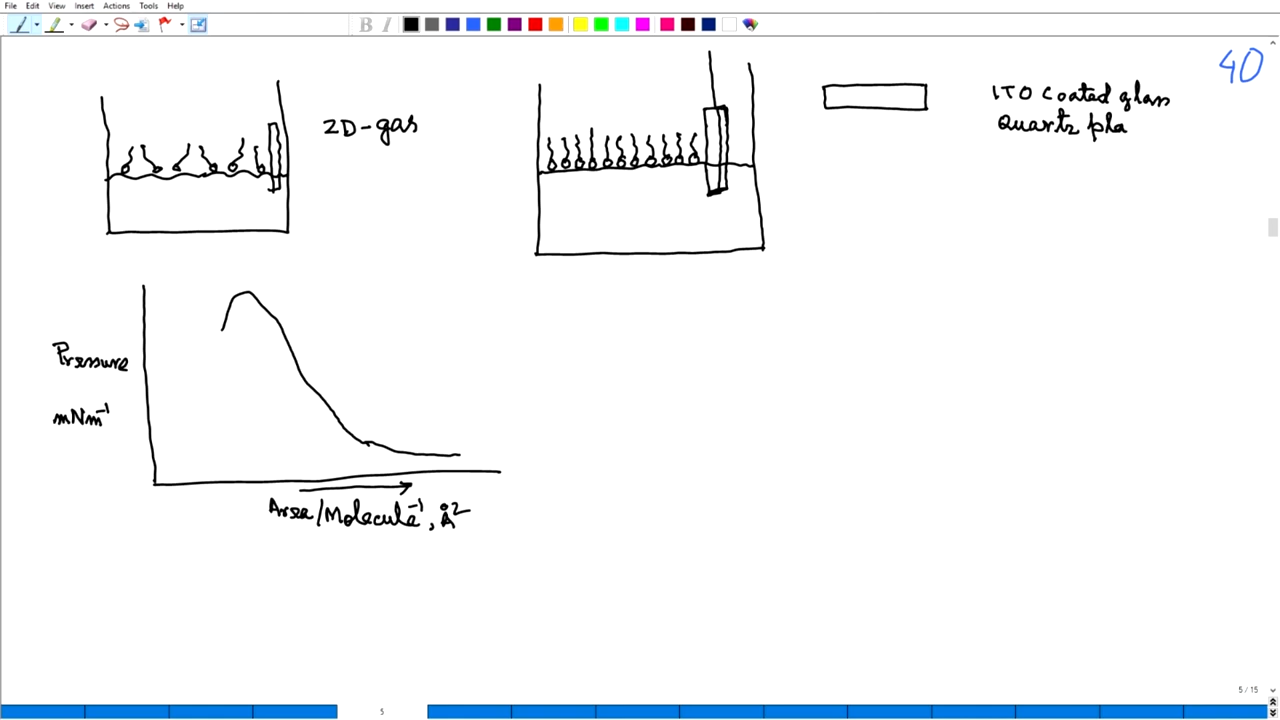 File Edit View Insert Actions Tools Help
B I
40
2D-gas
ITO Coated glass
Quartz pla
Pressure
mNm⁻¹
Area/Molecule⁻¹, Å²
5 / 15
5